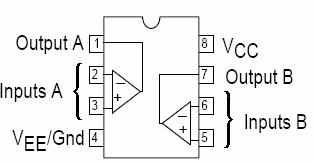 Output A 1
2
Inputs A
3
VEE/Gnd 4
8 VCC
7 Output B
6
Inputs B
5
− +
− +